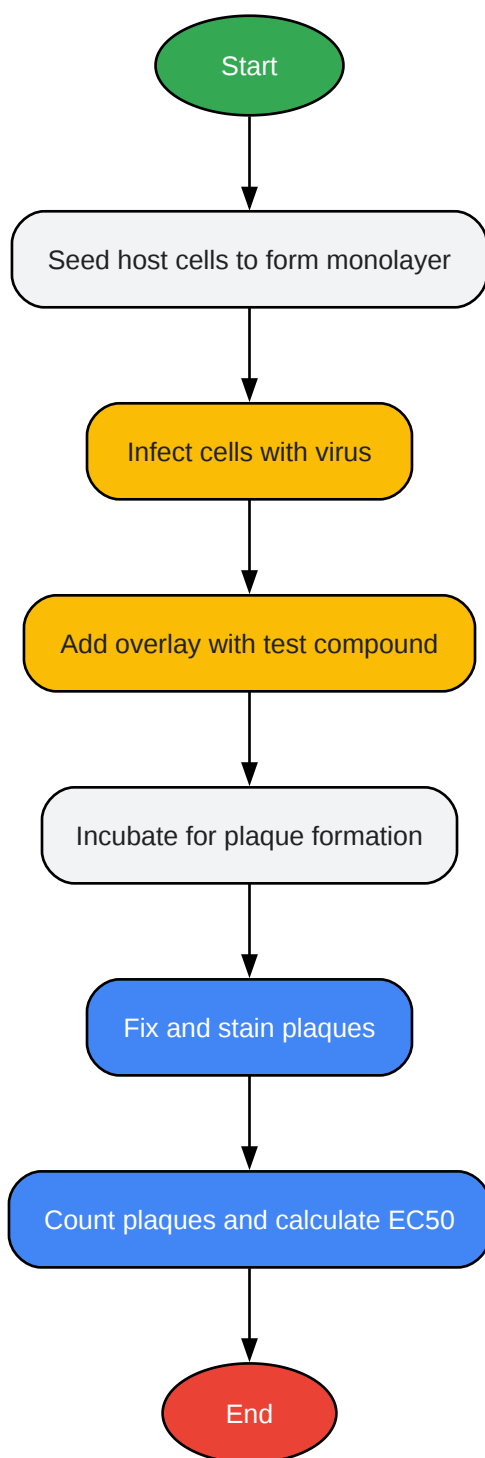 Start
Seed host cells to form monolayer
Infect cells with virus
Add overlay with test compound
Incubate for plaque formation
Fix and stain plaques
Count plaques and calculate EC50
End